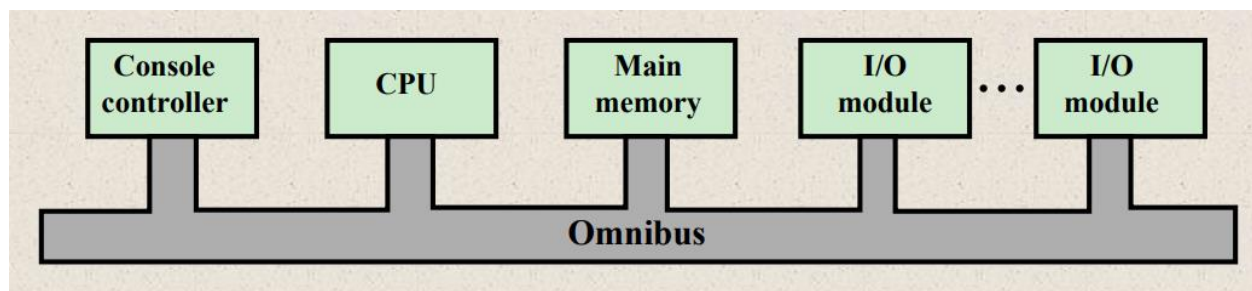 Console
controller
CPU
Main
memory
I/O
module
...
I/O
module
Omnibus